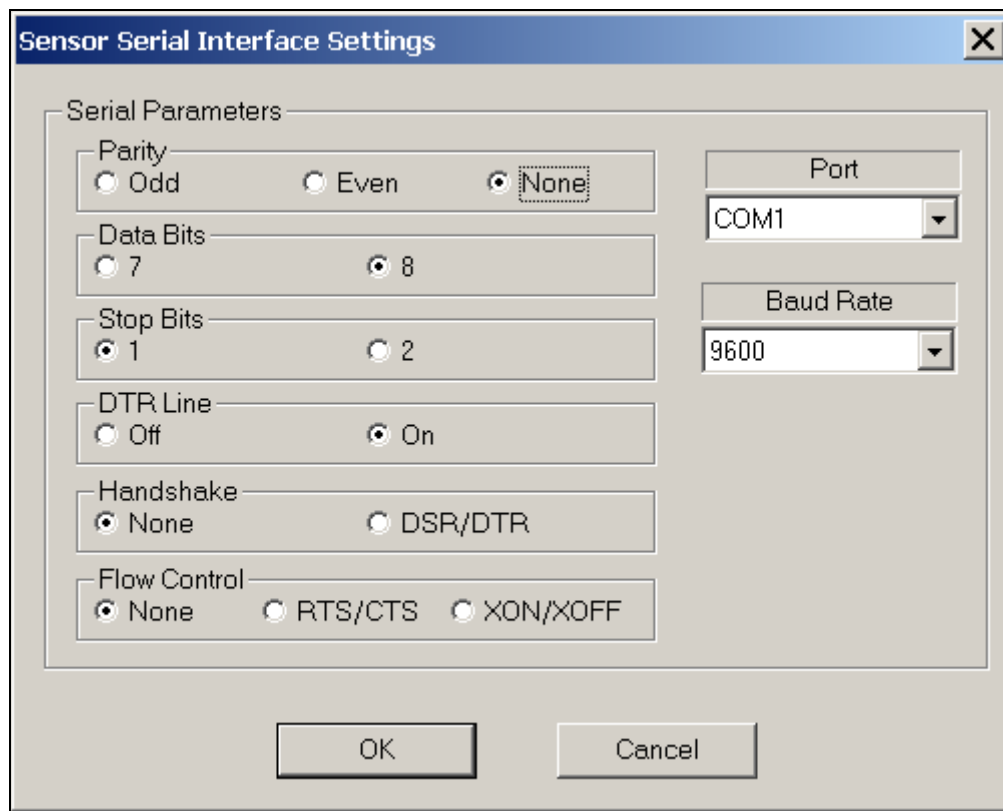 Sensor Serial Interface Settings
Serial Parameters
Parity
Odd Even None
Data Bits
7 8
Stop Bits
1 2
DTR Line
Off On
Handshake
None DSR/DTR
Flow Control
None RTS/CTS XON/XOFF
Port
COM1
Baud Rate
9600
OK Cancel